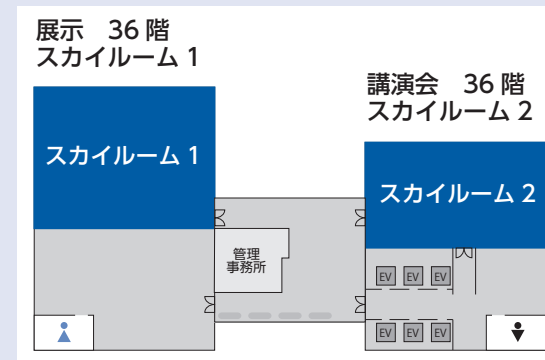 展示 36 階
スカイルーム 1
講演会 36 階
スカイルーム 2
スカイルーム 1
スカイルーム 2
管理
事務所
EV EV EV
EV EV EV